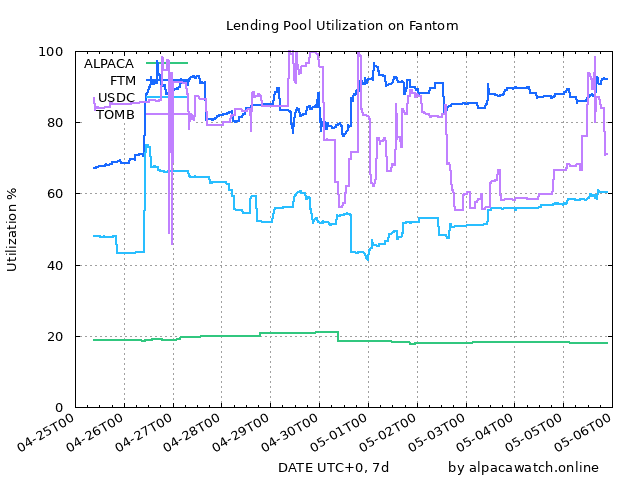 Lending Pool Utilization on Fantom
Utilization %
100
80
60
40
20
0
ALPACA
FTM
USDC
TOMB
04-25T00
04-26T00
04-27T00
04-28T00
04-29T00
04-30T00
05-01T00
05-02T00
05-03T00
05-04T00
05-05T00
05-06T00
DATE UTC+0, 7d
by alpacawatch.online